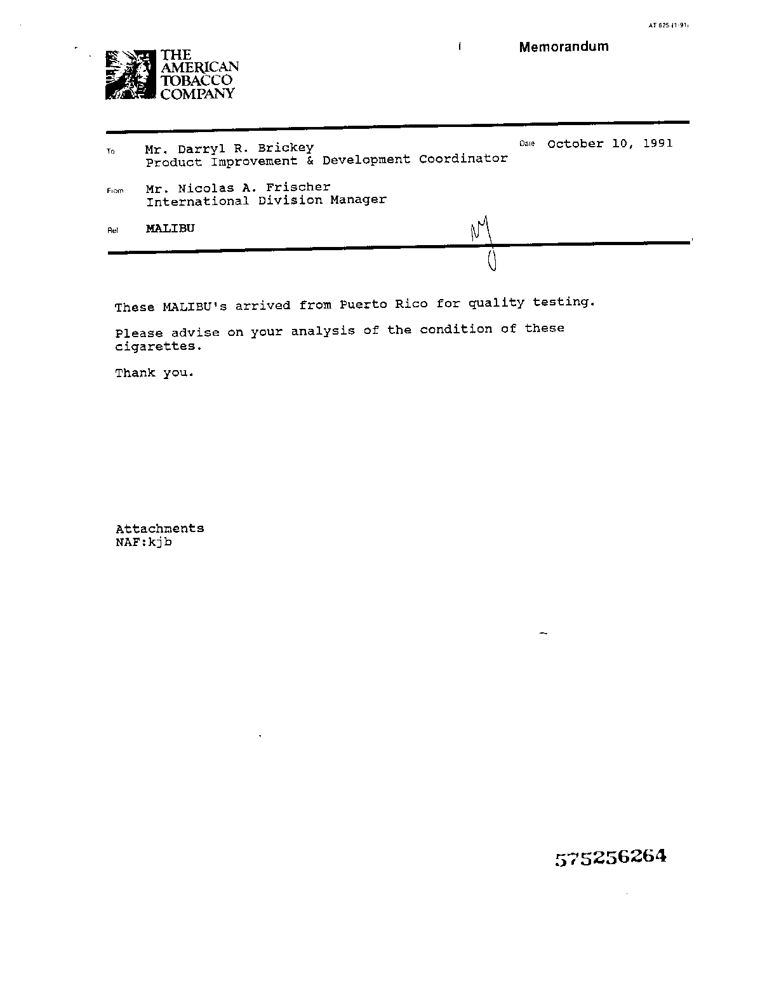 AT 625 (1-91)
Memorandum
THE
AMERICAN
TOBACCO
COMPANY
To Mr. Darryl R. Brickey
Product Improvement & Development Coordinator
Date October 10, 1991
From Mr. Nicolas A. Frischer
International Division Manager
Ref MALIBU
These MALIBU's arrived from Puerto Rico for quality testing.
Please advise on your analysis of the condition of these
cigarettes.
Thank you.
Attachments
NAF:kjb
575256264